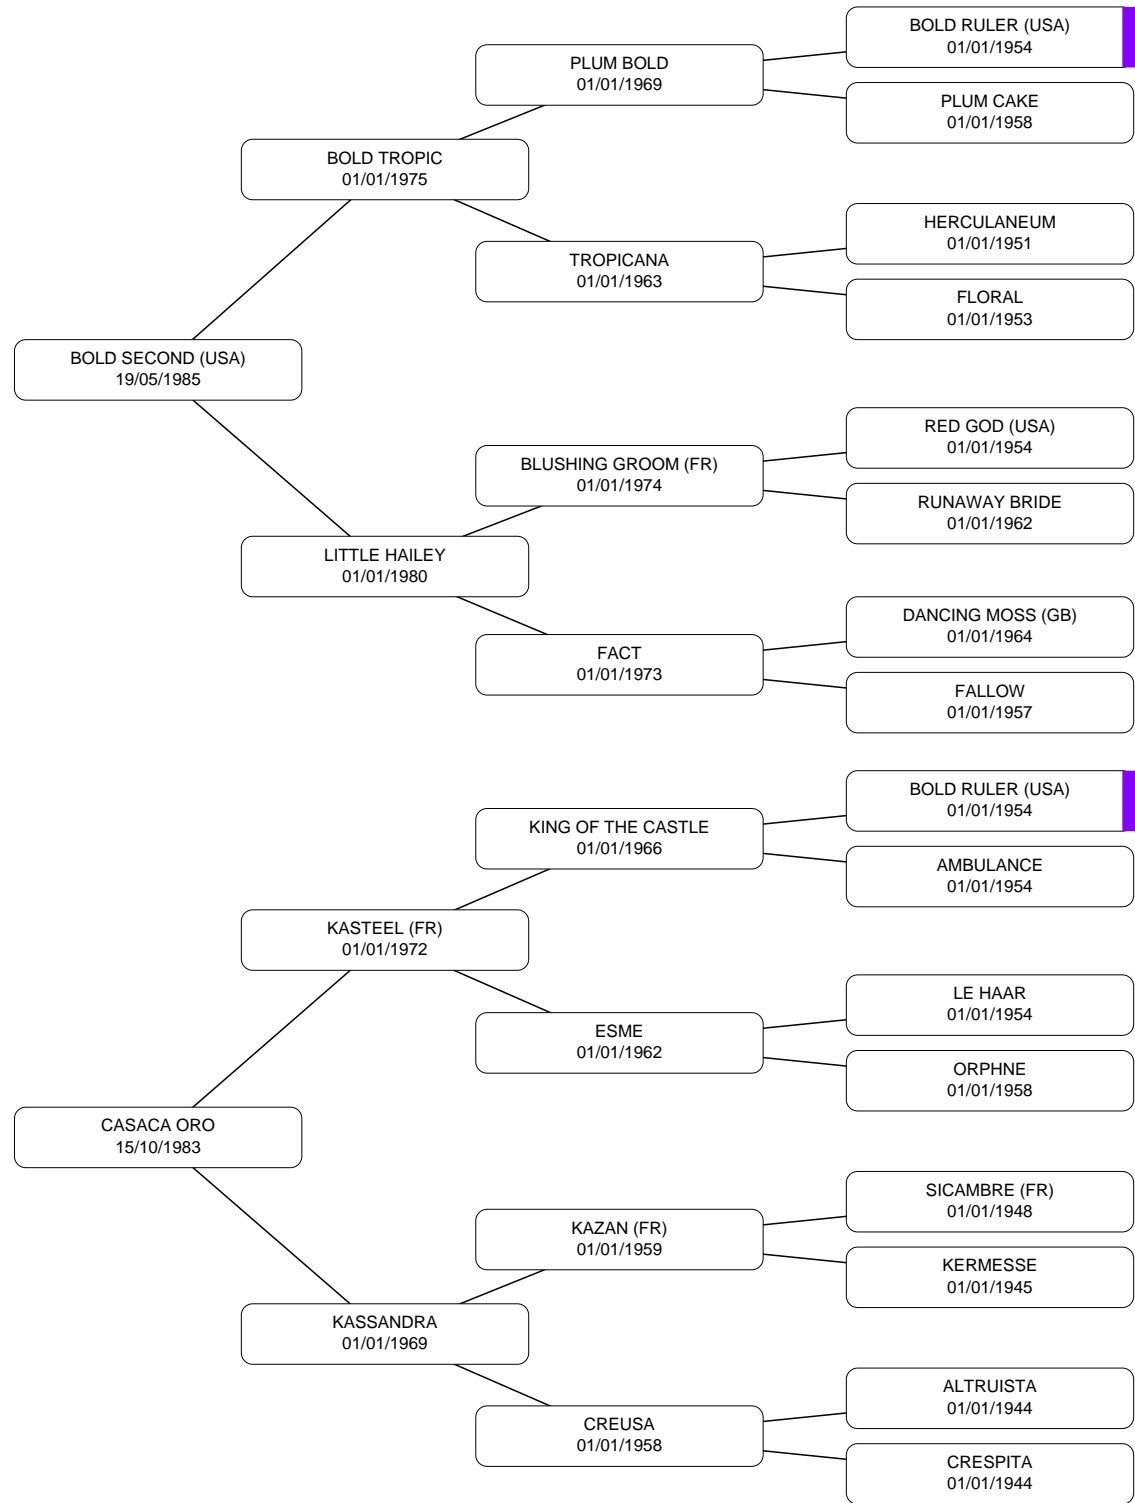 BOLD RULER (USA)
01/01/1954
PLUM BOLD
01/01/1969
PLUM CAKE
01/01/1958
BOLD TROPIC
01/01/1975
HERCULANEUM
01/01/1951
TROPICANA
01/01/1963
FLORAL
01/01/1953
BOLD SECOND (USA)
19/05/1985
RED GOD (USA)
01/01/1954
BLUSHING GROOM (FR)
01/01/1974
RUNAWAY BRIDE
01/01/1962
LITTLE HAILEY
01/01/1980
DANCING MOSS (GB)
01/01/1964
FACT
01/01/1973
FALLOW
01/01/1957
BOLD RULER (USA)
01/01/1954
KING OF THE CASTLE
01/01/1966
AMBULANCE
01/01/1954
KASTEEL (FR)
01/01/1972
LE HAAR
01/01/1954
ESME
01/01/1962
ORPHNE
01/01/1958
CASACA ORO
15/10/1983
SICAMBRE (FR)
01/01/1948
KAZAN (FR)
01/01/1959
KERMESSE
01/01/1945
KASSANDRA
01/01/1969
ALTRUISTA
01/01/1944
CREUSA
01/01/1958
CRESPITA
01/01/1944